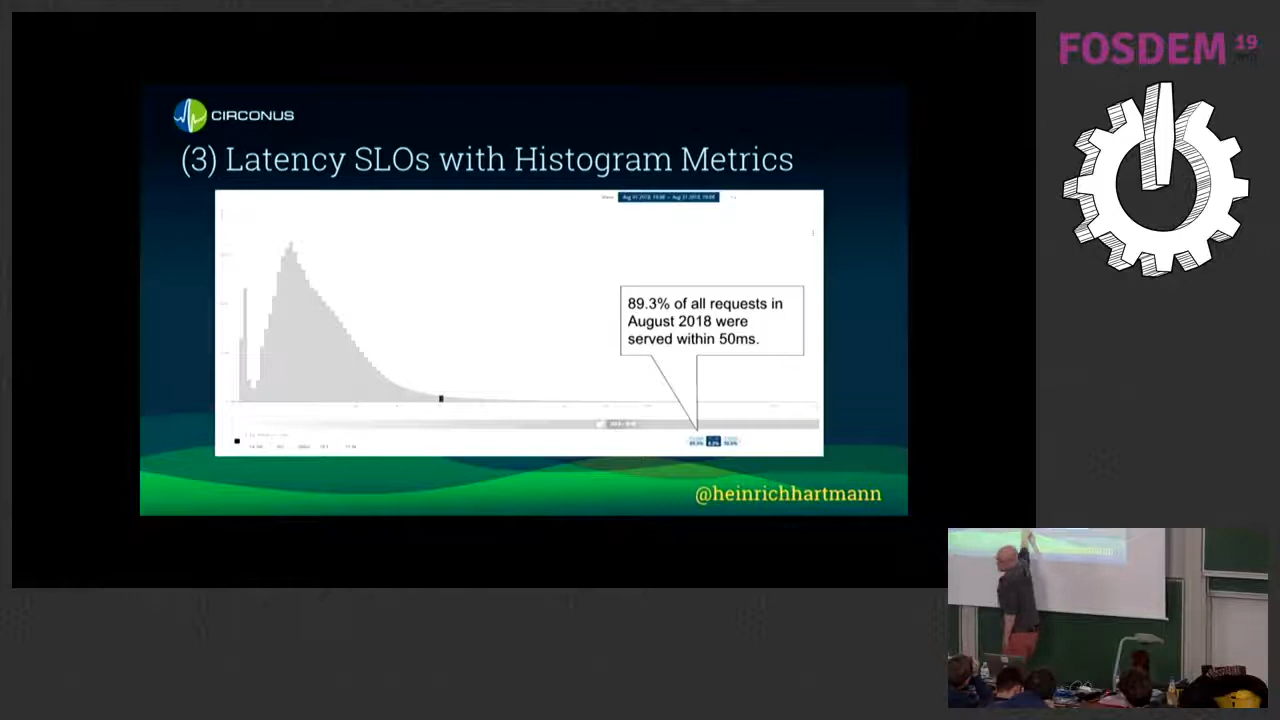 FOSDEM 19
CIRCONUS
(3) Latency SLOs with Histogram Metrics
89.3% of all requests in
August 2018 were
served within 50ms.
@heinrichhartmann